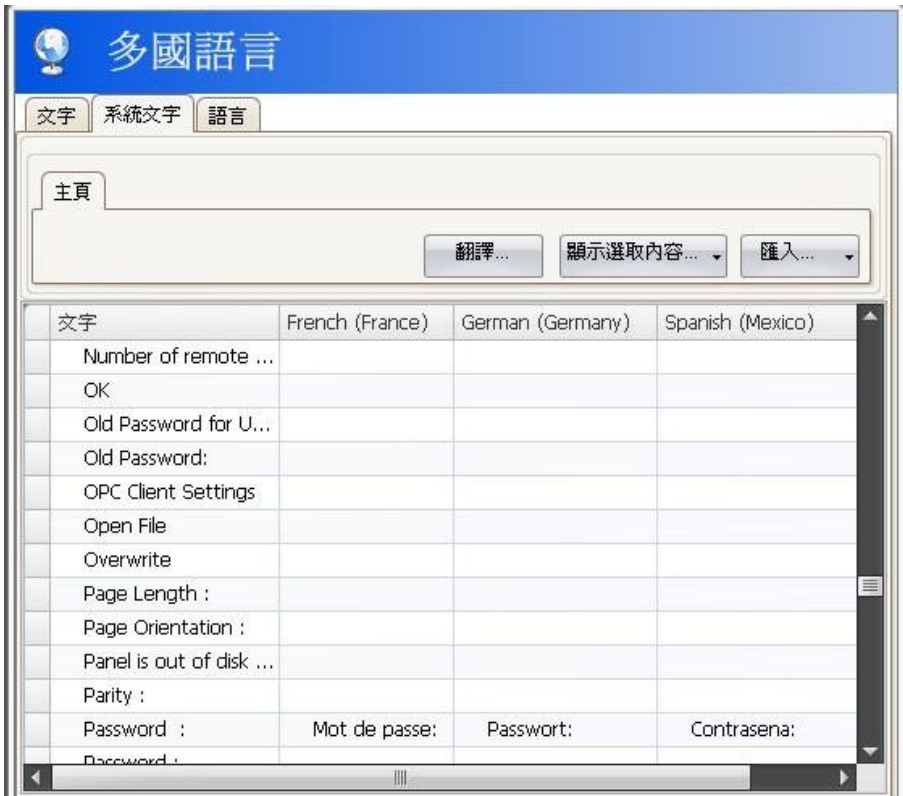 多國語言
文字 系統文字 語言
主頁
翻譯... 顯示選取內容... 匯入...
文字 French (France) German (Germany) Spanish (Mexico)
Number of remote ...
OK
Old Password for U...
Old Password:
OPC Client Settings
Open File
Overwrite
Page Length :
Page Orientation :
Panel is out of disk ...
Parity :
Password : Mot de passe: Passwort: Contrasena:
Password :